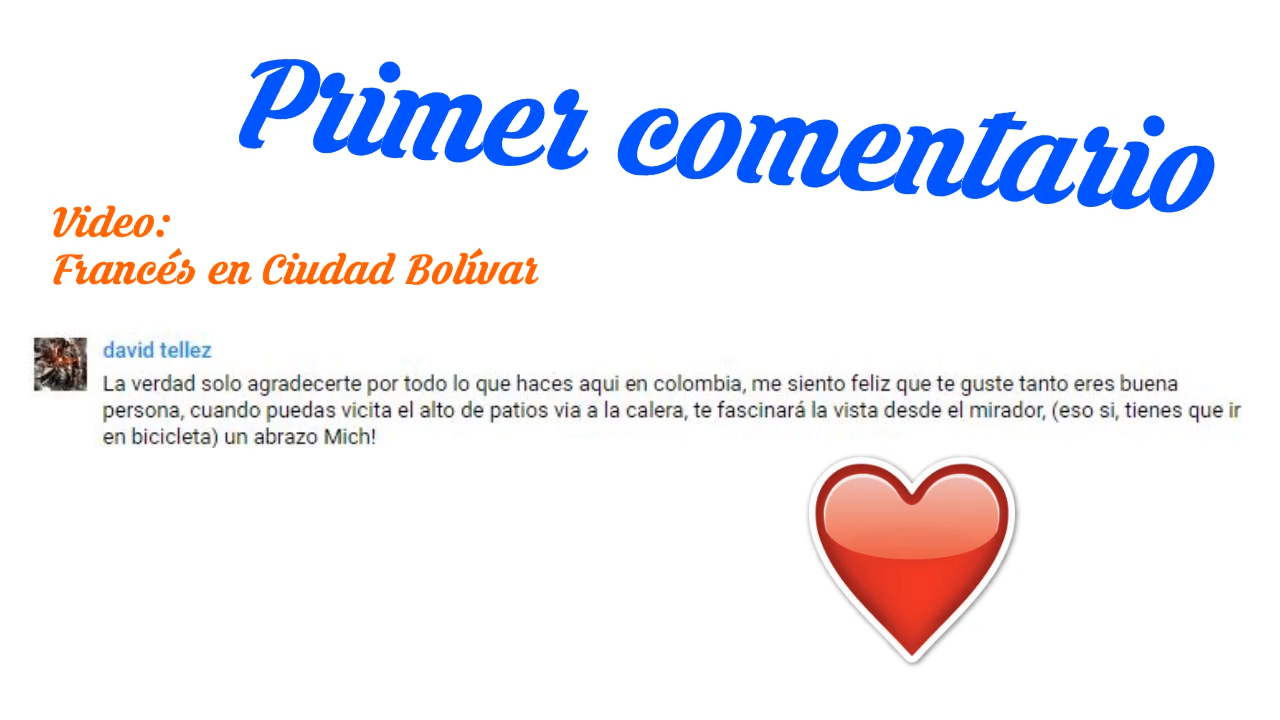 Primer comentario
Video:
Francés en Ciudad Bolívar
david tellez
La verdad solo agradecerte por todo lo que haces aqui en colombia, me siento feliz que te guste tanto eres buena
persona, cuando puedas vicita el alto de patios via a la calera, te fascinará la vista desde el mirador, (eso si, tienes que ir
en bicicleta) un abrazo Mich!